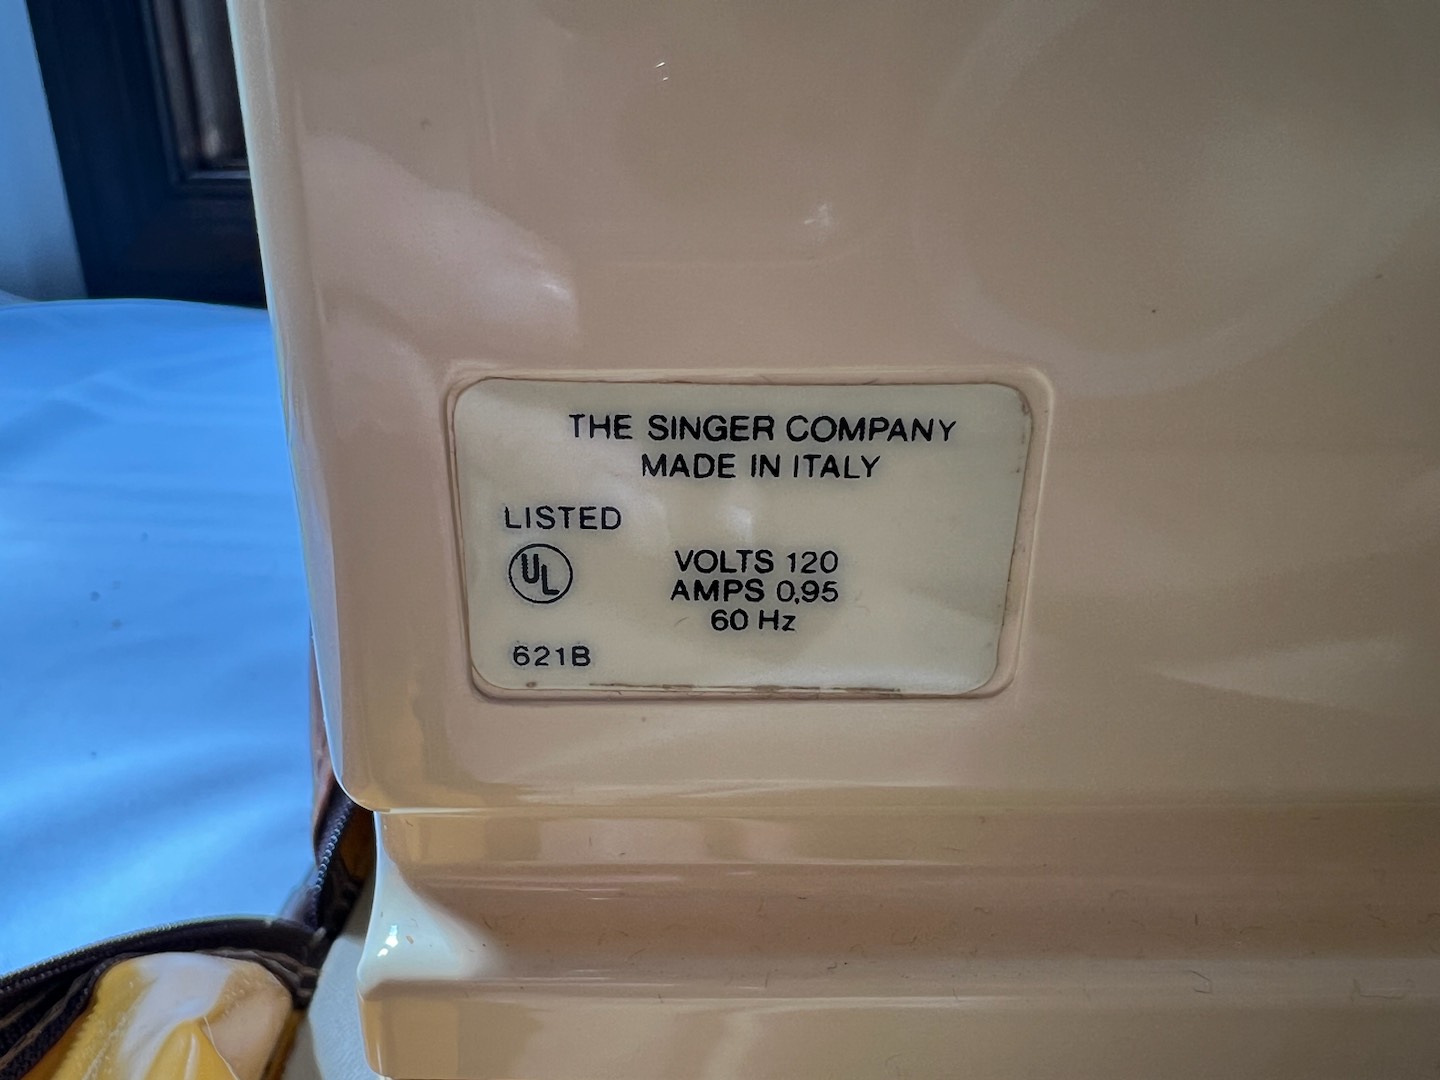 THE SINGER COMPANY
MADE IN ITALY
LISTED
UL
VOLTS 120
AMPS 0,95
60 Hz
621B